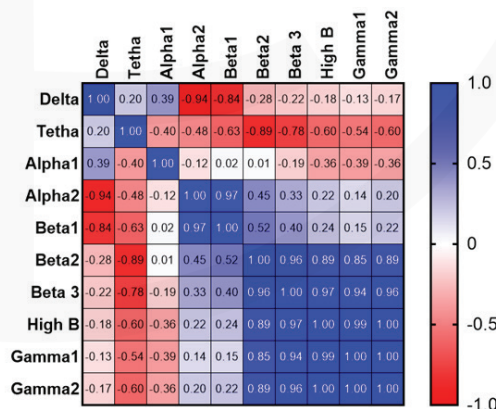 Delta Tetha Alpha1 Alpha2 Beta1 Beta2 Beta 3 High B Gamma1 Gamma2
Delta 1.00 0.20 0.39 -0.94 -0.84 -0.28 -0.22 -0.18 -0.13 -0.17
Tetha 0.20 1.00 -0.40 -0.48 -0.63 -0.89 -0.78 -0.60 -0.54 -0.60
Alpha1 0.39 -0.40 1.00 -0.12 0.02 0.01 -0.19 -0.36 -0.39 -0.36
Alpha2 -0.94 -0.48 -0.12 1.00 0.97 0.45 0.33 0.22 0.14 0.20
Beta1 -0.84 -0.63 0.02 0.97 1.00 0.52 0.40 0.24 0.15 0.22
Beta2 -0.28 -0.89 0.01 0.45 0.52 1.00 0.96 0.89 0.85 0.89
Beta 3 -0.22 -0.78 -0.19 0.33 0.40 0.96 1.00 0.97 0.94 0.96
High B -0.18 -0.60 -0.36 0.22 0.24 0.89 0.97 1.00 0.99 1.00
Gamma1 -0.13 -0.54 -0.39 0.14 0.15 0.85 0.94 0.99 1.00 1.00
Gamma2 -0.17 -0.60 -0.36 0.20 0.22 0.89 0.96 1.00 1.00 1.00
1.0
0.5
0
-0.5
-1.0